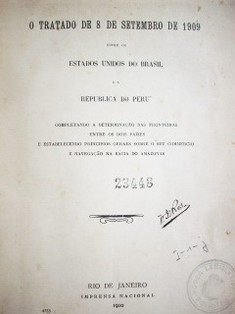 O TRATADO DE 8 DE SETEMBRO DE 1909
ENTRE OS
ESTADOS UNIDOS DO BRASIL
E A
REPUBLICA DO PERU'
COMPLETANDO A DETERMINAÇÃO DAS FRONTEIRAS
ENTRE OS DOIS PAIZES
E ESTABELECENDO PRINCIPIOS GERAES SOBRE O SEU COMMERCIO
E NAVEGAÇÃO NA BACIA DO AMAZONAS
23448
RIO DE JANEIRO
IMPRENSA NACIONAL
1910